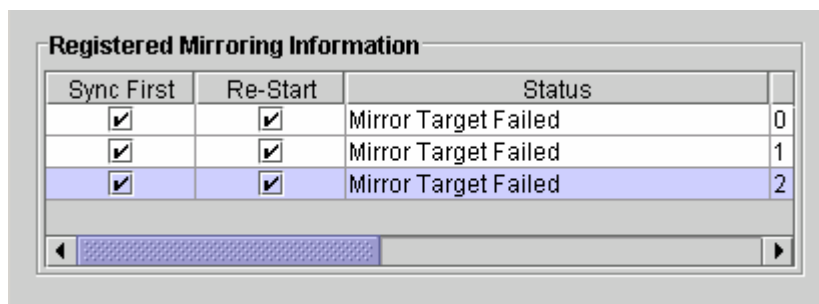 Registered Mirroring Information
Sync First Re-Start Status
Mirror Target Failed 0
Mirror Target Failed 1
Mirror Target Failed 2